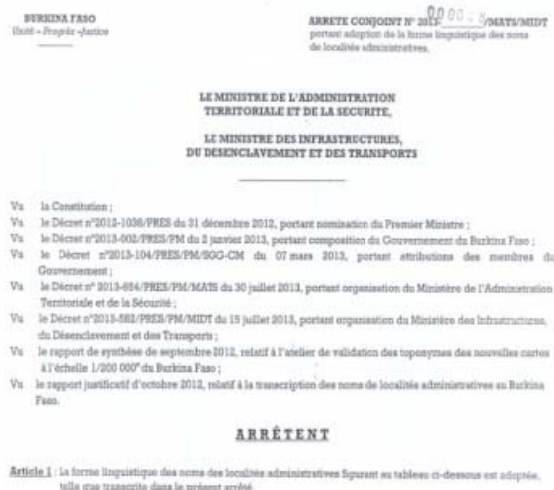 BURKINA FASO
Unité – Progrès –Justice
ARRETE CONJOINT N° 2013- /MATS/MIDT
portant adoption de la forme linguistique des noms
de localités administratives.
LE MINISTRE DE L'ADMINISTRATION
TERRITORIALE ET DE LA SECURITE,
LE MINISTRE DES INFRASTRUCTURES,
DU DESENCLAVEMENT ET DES TRANSPORTS
Vu la Constitution ;
Vu le Décret n°2012-1038/PRES du 31 décembre 2012, portant nomination du Premier Ministre ;
Vu le Décret n°2013-002/PRES/PM du 2 janvier 2013, portant composition du Gouvernement du Burkina Faso ;
Vu le Décret n°2013-104/PRES/PM/SGG-CM du 07 mars 2013, portant attributions des membres du
Gouvernement ;
Vu le Décret n° 2013-654/PRES/PM/MATS du 30 juillet 2013, portant organisation du Ministère de l'Administration
Territoriale et de la Sécurité ;
Vu le Décret n°2013-582/PRES/PM/MIDT du 15 juillet 2013, portant organisation du Ministère des Infrastructures,
du Désenclavement et des Transports ;
Vu le rapport de synthèse de septembre 2012, relatif à l'atelier de validation des toponymes des nouvelles cartes
à l'échelle 1/200 000° du Burkina Faso ;
Vu le rapport justificatif d'octobre 2012, relatif à la transcription des noms de localités administratives au Burkina
Faso.
ARRÊTENT
Article 1 : La forme linguistique des noms des localités administratives figurant au tableau ci-dessous est adoptée,
telle que transcrite dans le présent arrêté.